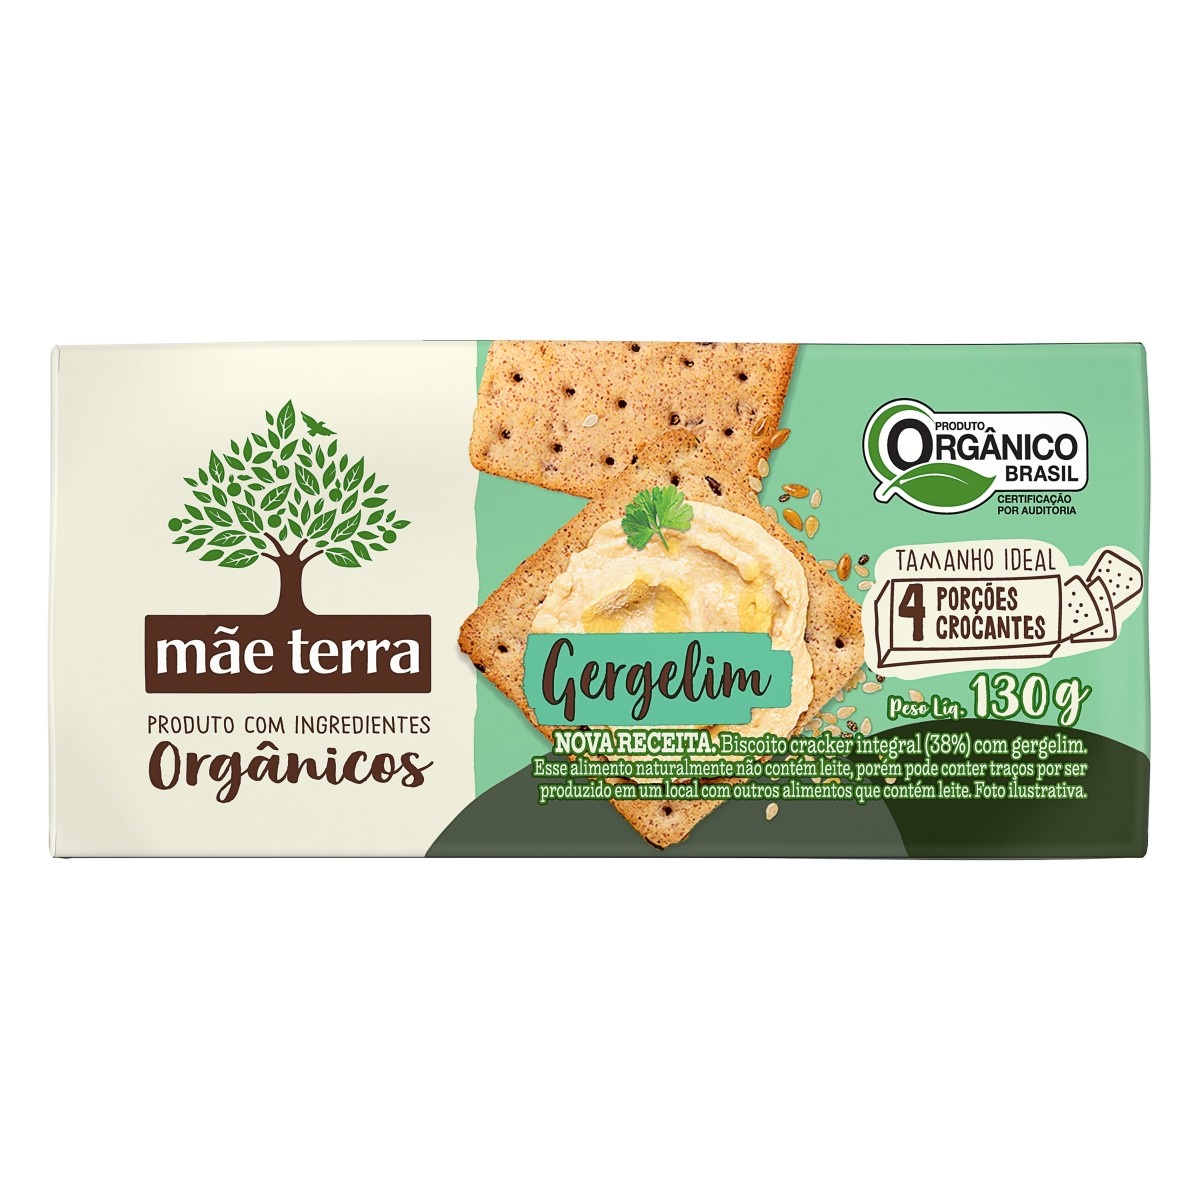 mãe terra
PRODUTO COM INGREDIENTES
Orgânicos
PRODUTO
ORGÂNICO
BRASIL
CERTIFICAÇÃO
POR AUDITORIA
TAMANHO IDEAL
4 PORÇÕES
CROCANTES
Gergelim
Peso Líq. 130g
NOVA RECEITA. Biscoito cracker integral (38%) com gergelim.
Esse alimento naturalmente não contém leite, porém pode conter traços por ser
produzido em um local com outros alimentos que contém leite. Foto ilustrativa.